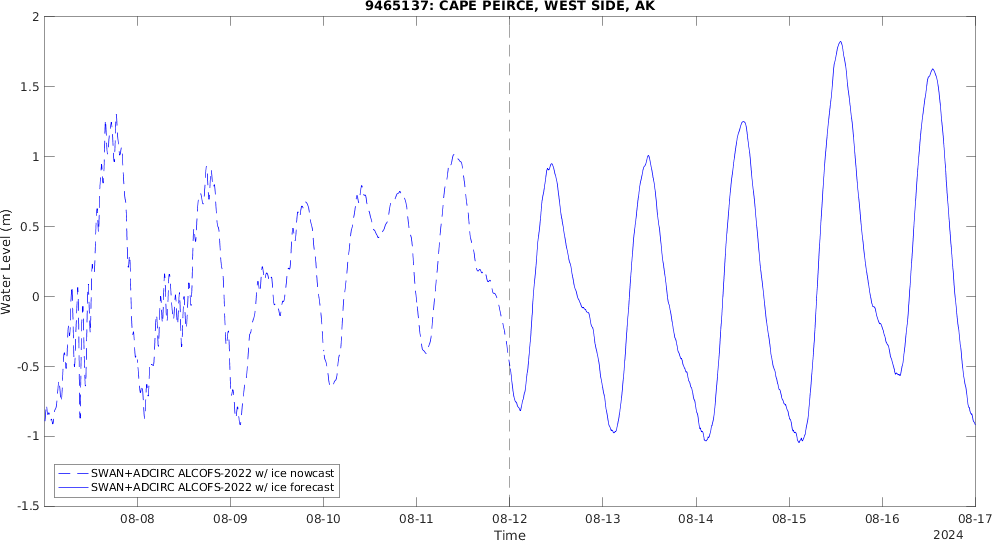 9465137: CAPE PEIRCE, WEST SIDE, AK
2
1.5
1
0.5
0
-0.5
-1
-1.5
Water Level (m)
SWAN+ADCIRC ALCOFS-2022 w/ ice nowcast
SWAN+ADCIRC ALCOFS-2022 w/ ice forecast
08-08 08-09 08-10 08-11 08-12 08-13 08-14 08-15 08-16 08-17
Time
2024